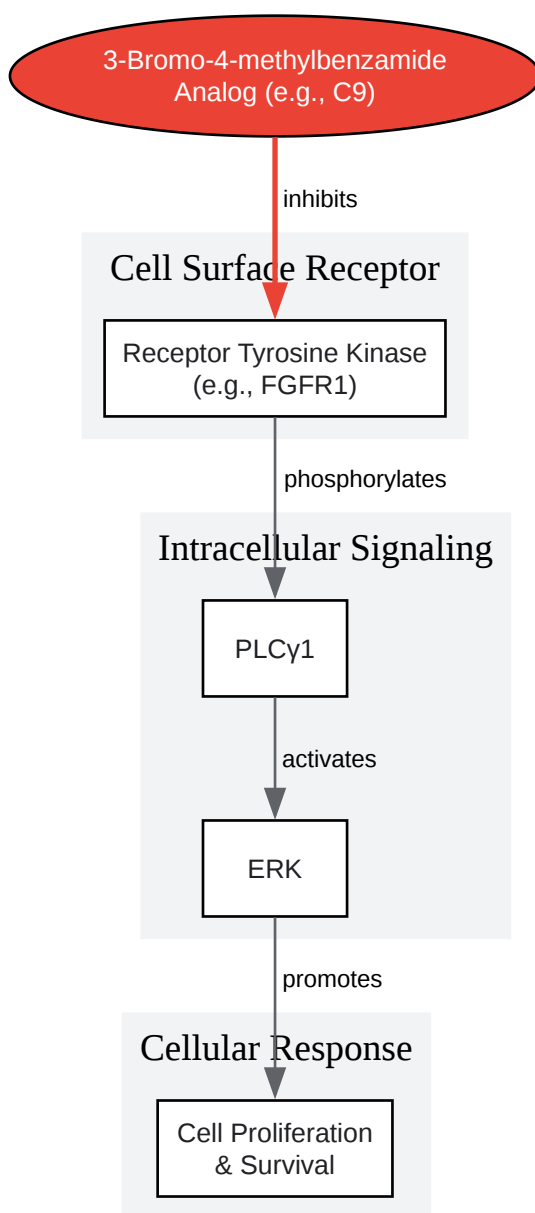 3-Bromo-4-methylbenzamide
Analog (e.g., C9)
inhibits
Cell Surface Receptor
Receptor Tyrosine Kinase
(e.g., FGFR1)
phosphorylates
Intracellular Signaling
PLCγ1
activates
ERK
promotes
Cellular Response
Cell Proliferation
& Survival